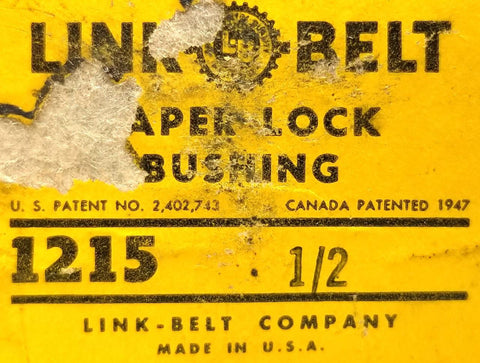 LINK BELT
APER LOCK
BUSHING
U. S. PATENT NO. 2,402,743 CANADA PATENTED 1947
1215 1/2
LINK-BELT COMPANY
MADE IN U.S.A.